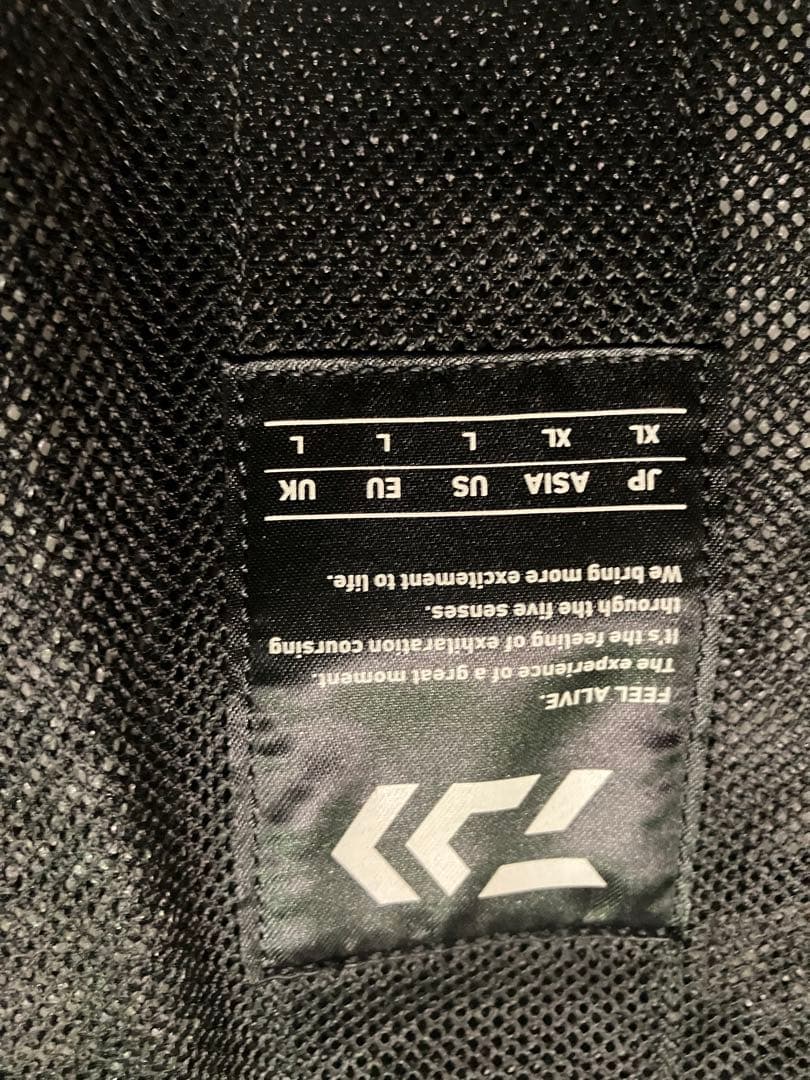 FEEL ALIVE.
The experience of a great moment.
It's the feeling of exhilaration coursing
through the five senses.
We bring more excitement to life.
JP ASIA US EU UK
XL XL L L L